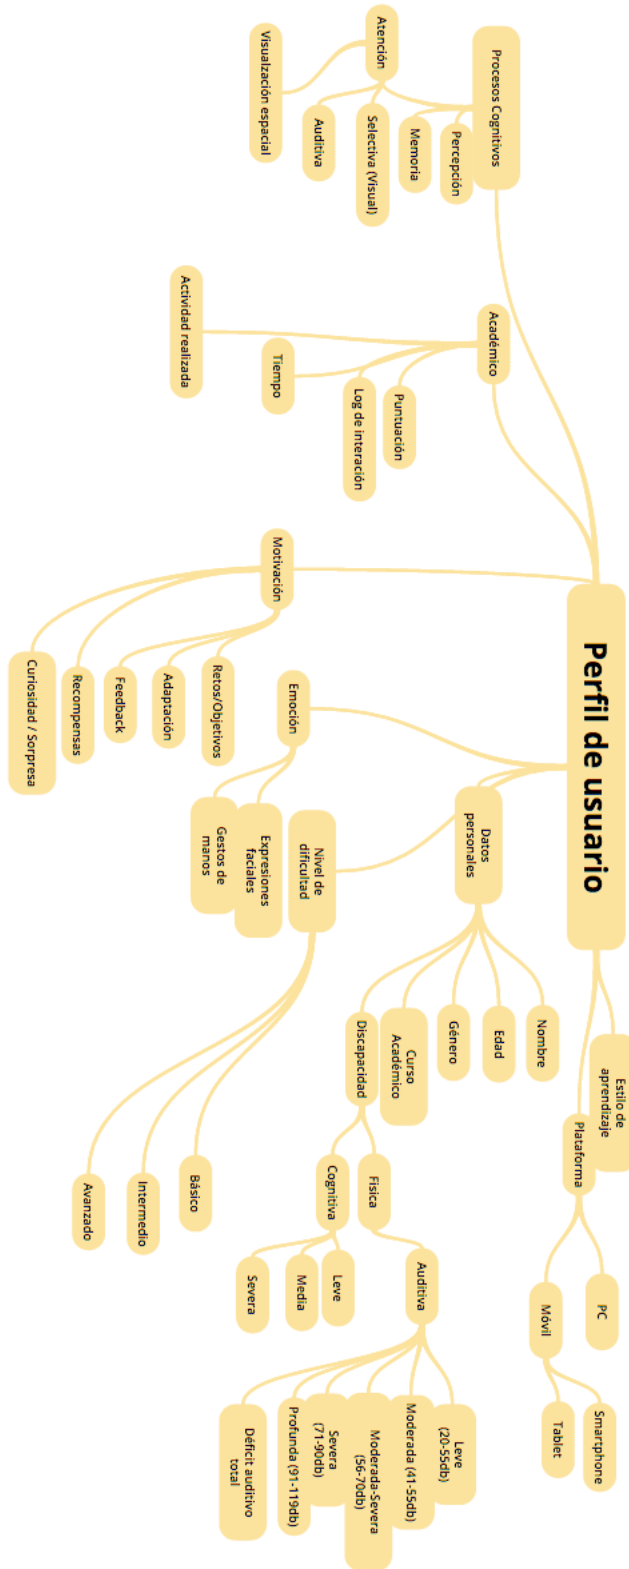 Perfil de usuario
Procesos Cognitivos
Percepción
Memoria
Atención
Selectiva (Visual)
Auditiva
Visualzación espacial
Académico
Puntuación
Log de interación
Tiempo
Actividad realizada
Motivación
Retos/Objetivos
Adaptación
Feedback
Recompensas
Curiosidad / Sorpresa
Emoción
Expresiones
faciales
Gestos de
manos
Nivel de
dificultad
Básico
Intermedio
Avanzado
Datos
personales
Nombre
Edad
Género
Curso
Académico
Discapacidad
Fisica
Auditiva
Leve
(20-55db)
Moderada (41-55db)
Moderada-Severa
(56-70db)
Severa
(71-90db)
Profunda (91-119db)
Déficit auditivo
total
Cognitiva
Leve
Media
Severa
Estilo de
aprendizaje
Plataforma
PC
Móvil
Smartphone
Tablet